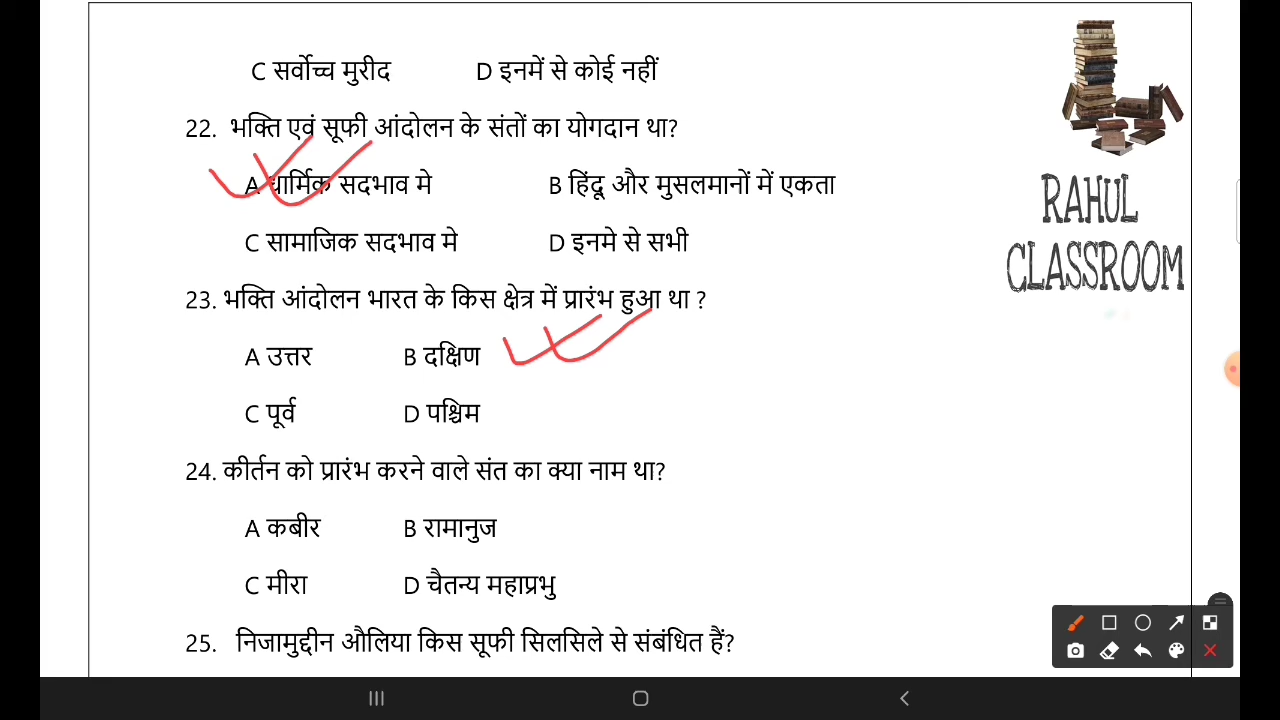 C सर्वोच्च मुरीद D इनमें से कोई नहीं
22. भक्ति एवं सूफी आंदोलन के संतों का योगदान था?
A धार्मिक सदभाव मे B हिंदू और मुसलमानों में एकता
C सामाजिक सदभाव मे D इनमे से सभी
RAHUL
CLASSROOM
23. भक्ति आंदोलन भारत के किस क्षेत्र में प्रारंभ हुआ था ?
A उत्तर B दक्षिण
C पूर्व D पश्चिम
24. कीर्तन को प्रारंभ करने वाले संत का क्या नाम था?
A कबीर B रामानुज
C मीरा D चैतन्य महाप्रभु
25. निजामुद्दीन औलिया किस सूफी सिलसिले से संबंधित हैं?